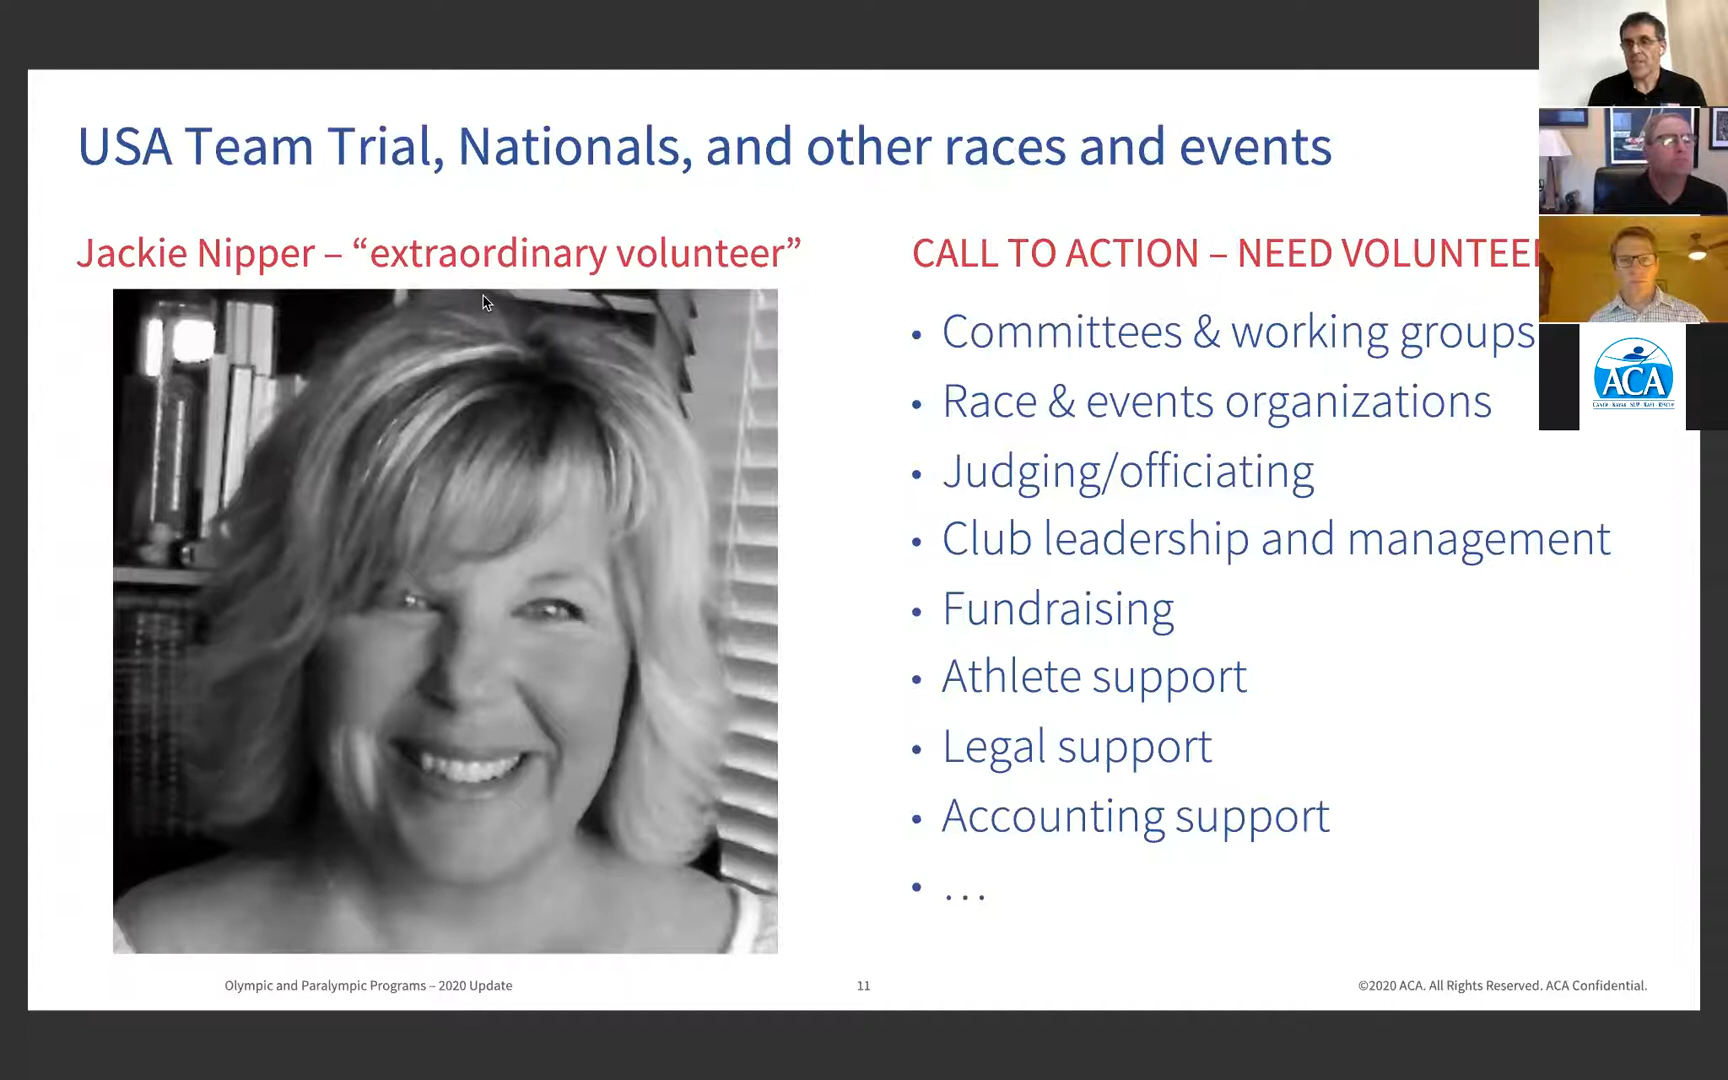 USA Team Trial, Nationals, and other races and events
Jackie Nipper – “extraordinary volunteer”
CALL TO ACTION – NEED
• Committees & working groups
• Race & events organizations
• Judging/officiating
• Club leadership and management
• Fundraising
• Athlete support
• Legal support
• Accounting support
• . . .
Olympic and Paralympic Programs – 2020 Update
11
©2020 ACA. All Rights Reserved. ACA Confidential.
ACA